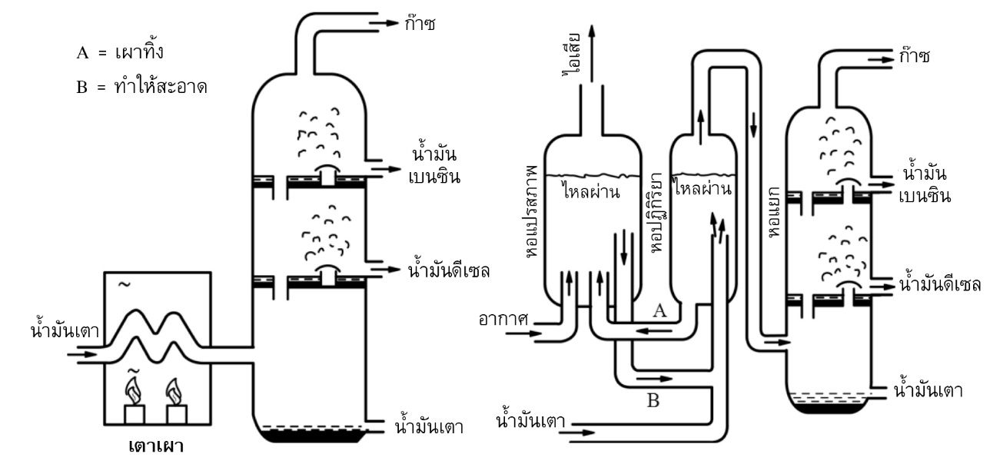 ก๊าซ
A = เผาทิ้ง
B = ทำให้สะอาด
น้ำมัน
เบนซิน
น้ำมันดีเซล
น้ำมันเตา
น้ำมันเตา
เตาเผา
ไอเสีย
ก๊าซ
หอแปรสภาพ
ไหลผ่าน
หอปฏิกิริยา
ไหลผ่าน
หอแยก
น้ำมัน
เบนซิน
น้ำมันดีเซล
อากาศ
A
B
น้ำมันเตา
น้ำมันเตา